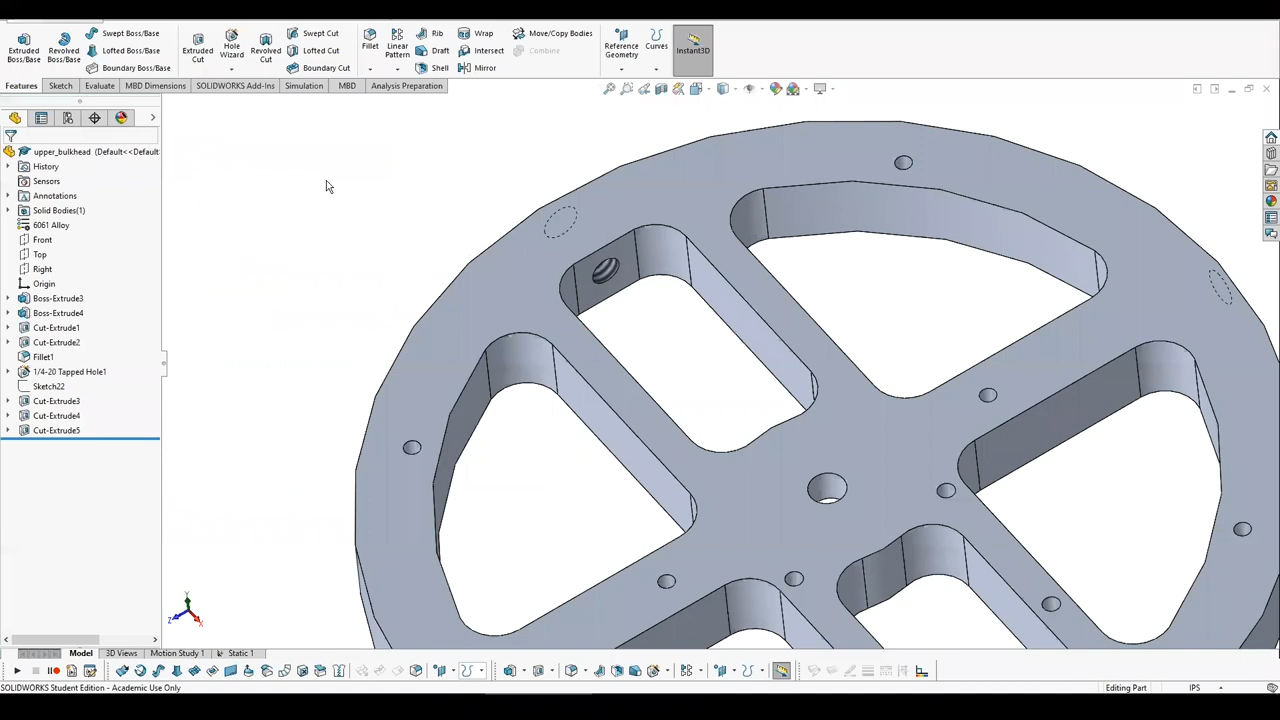 Extruded Boss/Base
Revolved Boss/Base
Swept Boss/Base
Lofted Boss/Base
Boundary Boss/Base
Extruded Cut
Hole Wizard
Revolved Cut
Swept Cut
Lofted Cut
Boundary Cut
Fillet
Linear Pattern
Rib
Draft
Shell
Wrap
Intersect
Mirror
Move/Copy Bodies
Combine
Reference Geometry
Curves
Instant3D
Features
Sketch
Evaluate
MBD Dimensions
SOLIDWORKS Add-Ins
Simulation
MBD
Analysis Preparation
upper_bulkhead (Default<<Default
History
Sensors
Annotations
Solid Bodies(1)
6061 Alloy
Front
Top
Right
Origin
Boss-Extrude3
Boss-Extrude4
Cut-Extrude1
Cut-Extrude2
Fillet1
1/4-20 Tapped Hole1
Sketch22
Cut-Extrude3
Cut-Extrude4
Cut-Extrude5
Y
Z
X
Model
3D Views
Motion Study 1
Static 1
SOLIDWORKS Student Edition - Academic Use Only
Editing Part
IPS